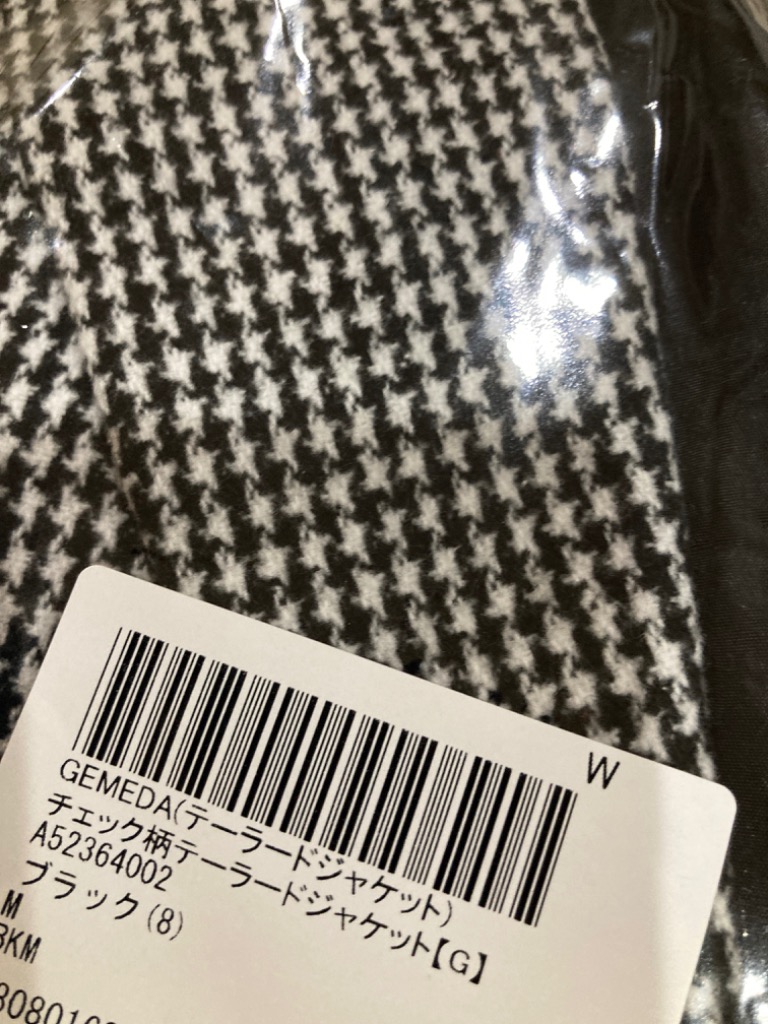 W
GEMEDA(テーラードジャケット)
チェック柄テーラードジャケット【G】
A52364002
ブラック(8)
M
BKM